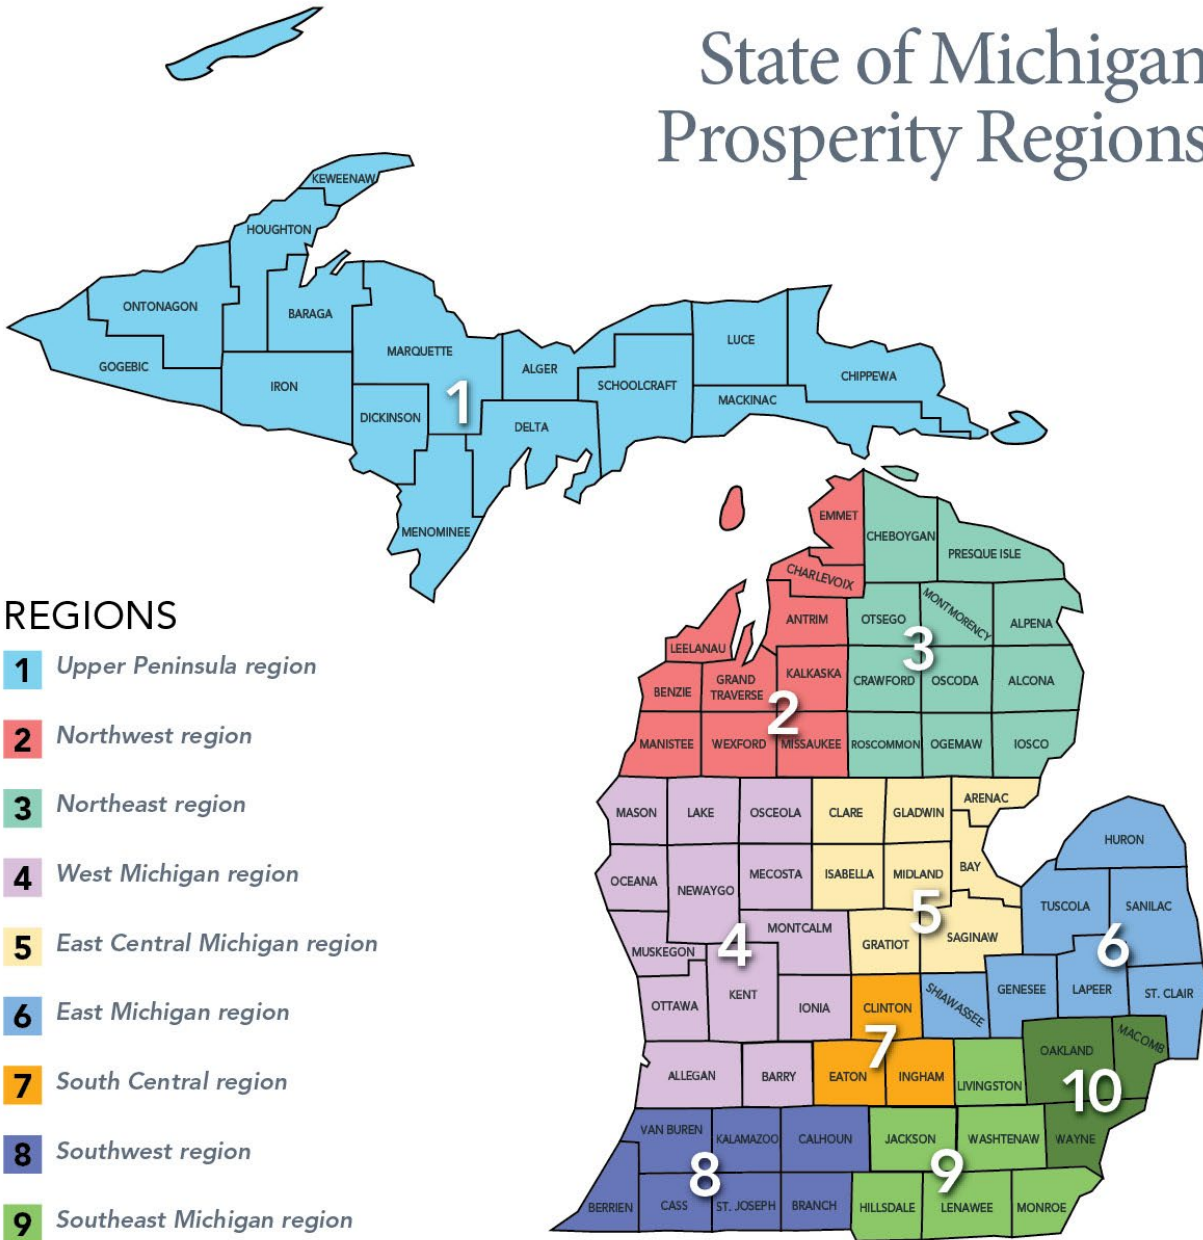 State of Michigan
Prosperity Regions
KEWEENAW
HOUGHTON
ONTONAGON
BARAGA
GOGEBIC
IRON
MARQUETTE
DICKINSON
1
ALGER
DELTA
MENOMINEE
SCHOOLCRAFT
LUCE
MACKINAC
CHIPPEWA
EMMET
CHEBOYGAN
PRESQUE ISLE
CHARLEVOIX
ANTRIM
OTSEGO
MONTMORENCY
ALPENA
3
LEELANAU
BENZIE
GRAND
TRAVERSE
KALKASKA
CRAWFORD
OSCODA
ALCONA
2
MANISTEE
WEXFORD
MISSAUKEE
ROSCOMMON
OGEMAW
IOSCO
MASON
LAKE
OSCEOLA
CLARE
GLADWIN
ARENAC
OCEANA
NEWAYGO
MECOSTA
ISABELLA
MIDLAND
BAY
HURON
5
TUSCOLA
SANILAC
MUSKEGON
4
MONTCALM
GRATIOT
SAGINAW
6
OTTAWA
KENT
IONIA
CLINTON
SHIAWASSEE
GENESEE
LAPEER
ST. CLAIR
7
ALLEGAN
BARRY
EATON
INGHAM
LIVINGSTON
OAKLAND
MACOMB
10
VAN BUREN
KALAMAZOO
CALHOUN
JACKSON
WASHTENAW
WAYNE
8
9
BERRIEN
CASS
ST. JOSEPH
BRANCH
HILLSDALE
LENAWEE
MONROE
REGIONS
1 Upper Peninsula region
2 Northwest region
3 Northeast region
4 West Michigan region
5 East Central Michigan region
6 East Michigan region
7 South Central region
8 Southwest region
9 Southeast Michigan region